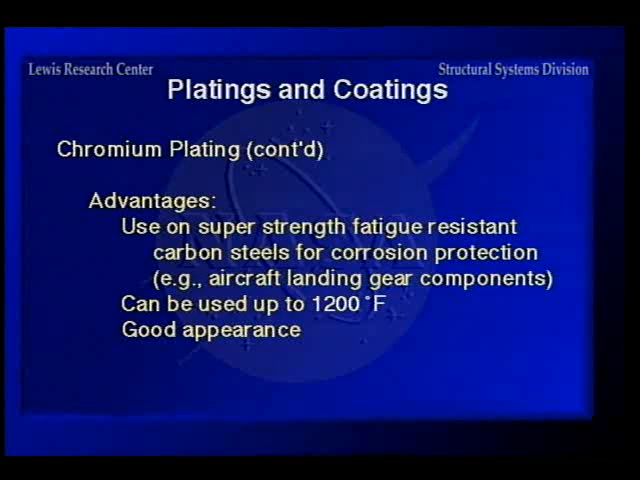 Lewis Research Center
Structural Systems Division
Platings and Coatings
Chromium Plating (cont'd)
Advantages:
Use on super strength fatigue resistant
carbon steels for corrosion protection
(e.g., aircraft landing gear components)
Can be used up to 1200˚F
Good appearance